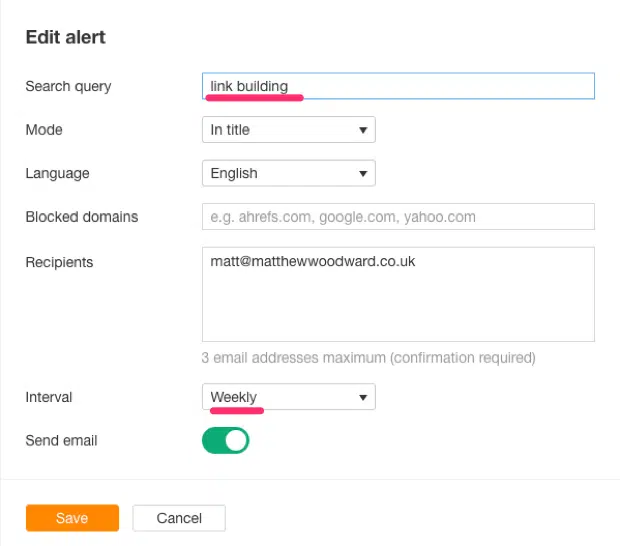 Edit alert
Search query link building
Mode In title
Language English
Blocked domains e.g. ahrefs.com, google.com, yahoo.com
Recipients matt@matthewwoodward.co.uk
3 email addresses maximum (confirmation required)
Interval Weekly
Send email
Save Cancel